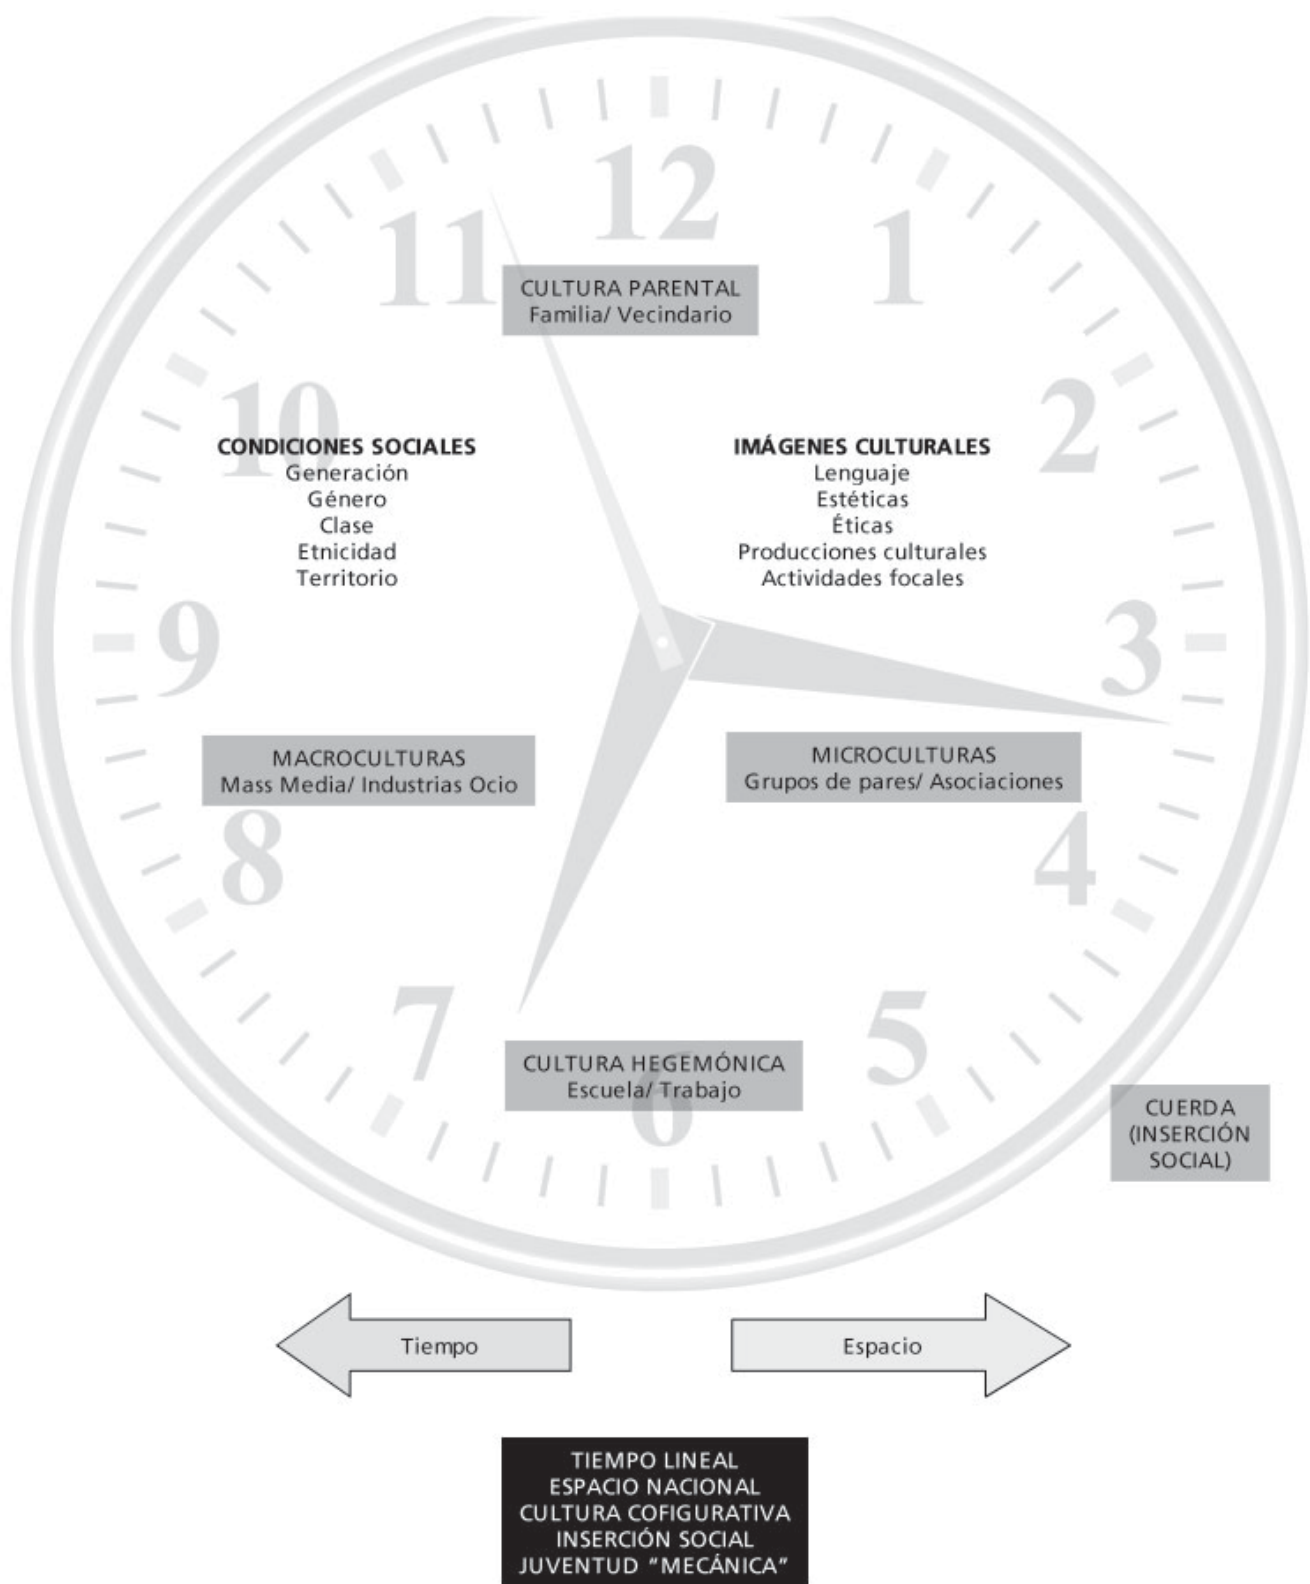 12
11
1
CULTURA PARENTAL
Familia/ Vecindario
10
2
CONDICIONES SOCIALES
Generación
Género
Clase
Etnicidad
Territorio
IMÁGENES CULTURALES
Lenguaje
Estéticas
Éticas
Producciones culturales
Actividades focales
9
3
MACROCULTURAS
Mass Media/ Industrias Ocio
MICROCULTURAS
Grupos de pares/ Asociaciones
8
4
7
5
CULTURA HEGEMÓNICA
Escuela/ Trabajo
6
CUERDA
(INSERCIÓN
SOCIAL)
Tiempo
Espacio
TIEMPO LINEAL
ESPACIO NACIONAL
CULTURA COFIGURATIVA
INSERCIÓN SOCIAL
JUVENTUD “MECÁNICA”